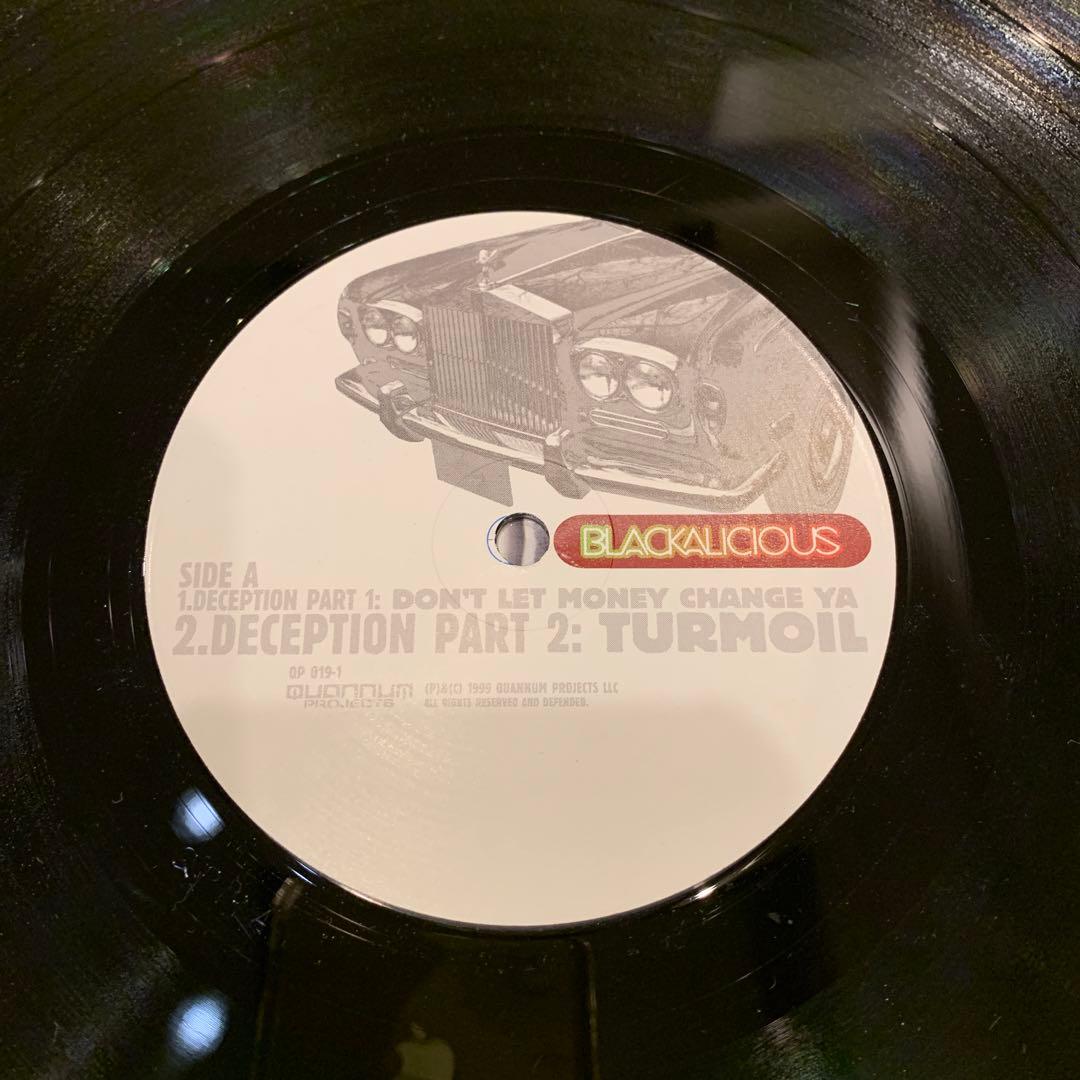 BLACKALICIOUS
SIDE A
1.DECEPTION PART 1: DON'T LET MONEY CHANGE YA
2.DECEPTION PART 2: TURMOIL
QP 019-1
QUANNUM PROJECTS
(P)&(C) 1999 QUANNUM PROJECTS LLC
ALL RIGHTS RESERVED AND DEFENDED.